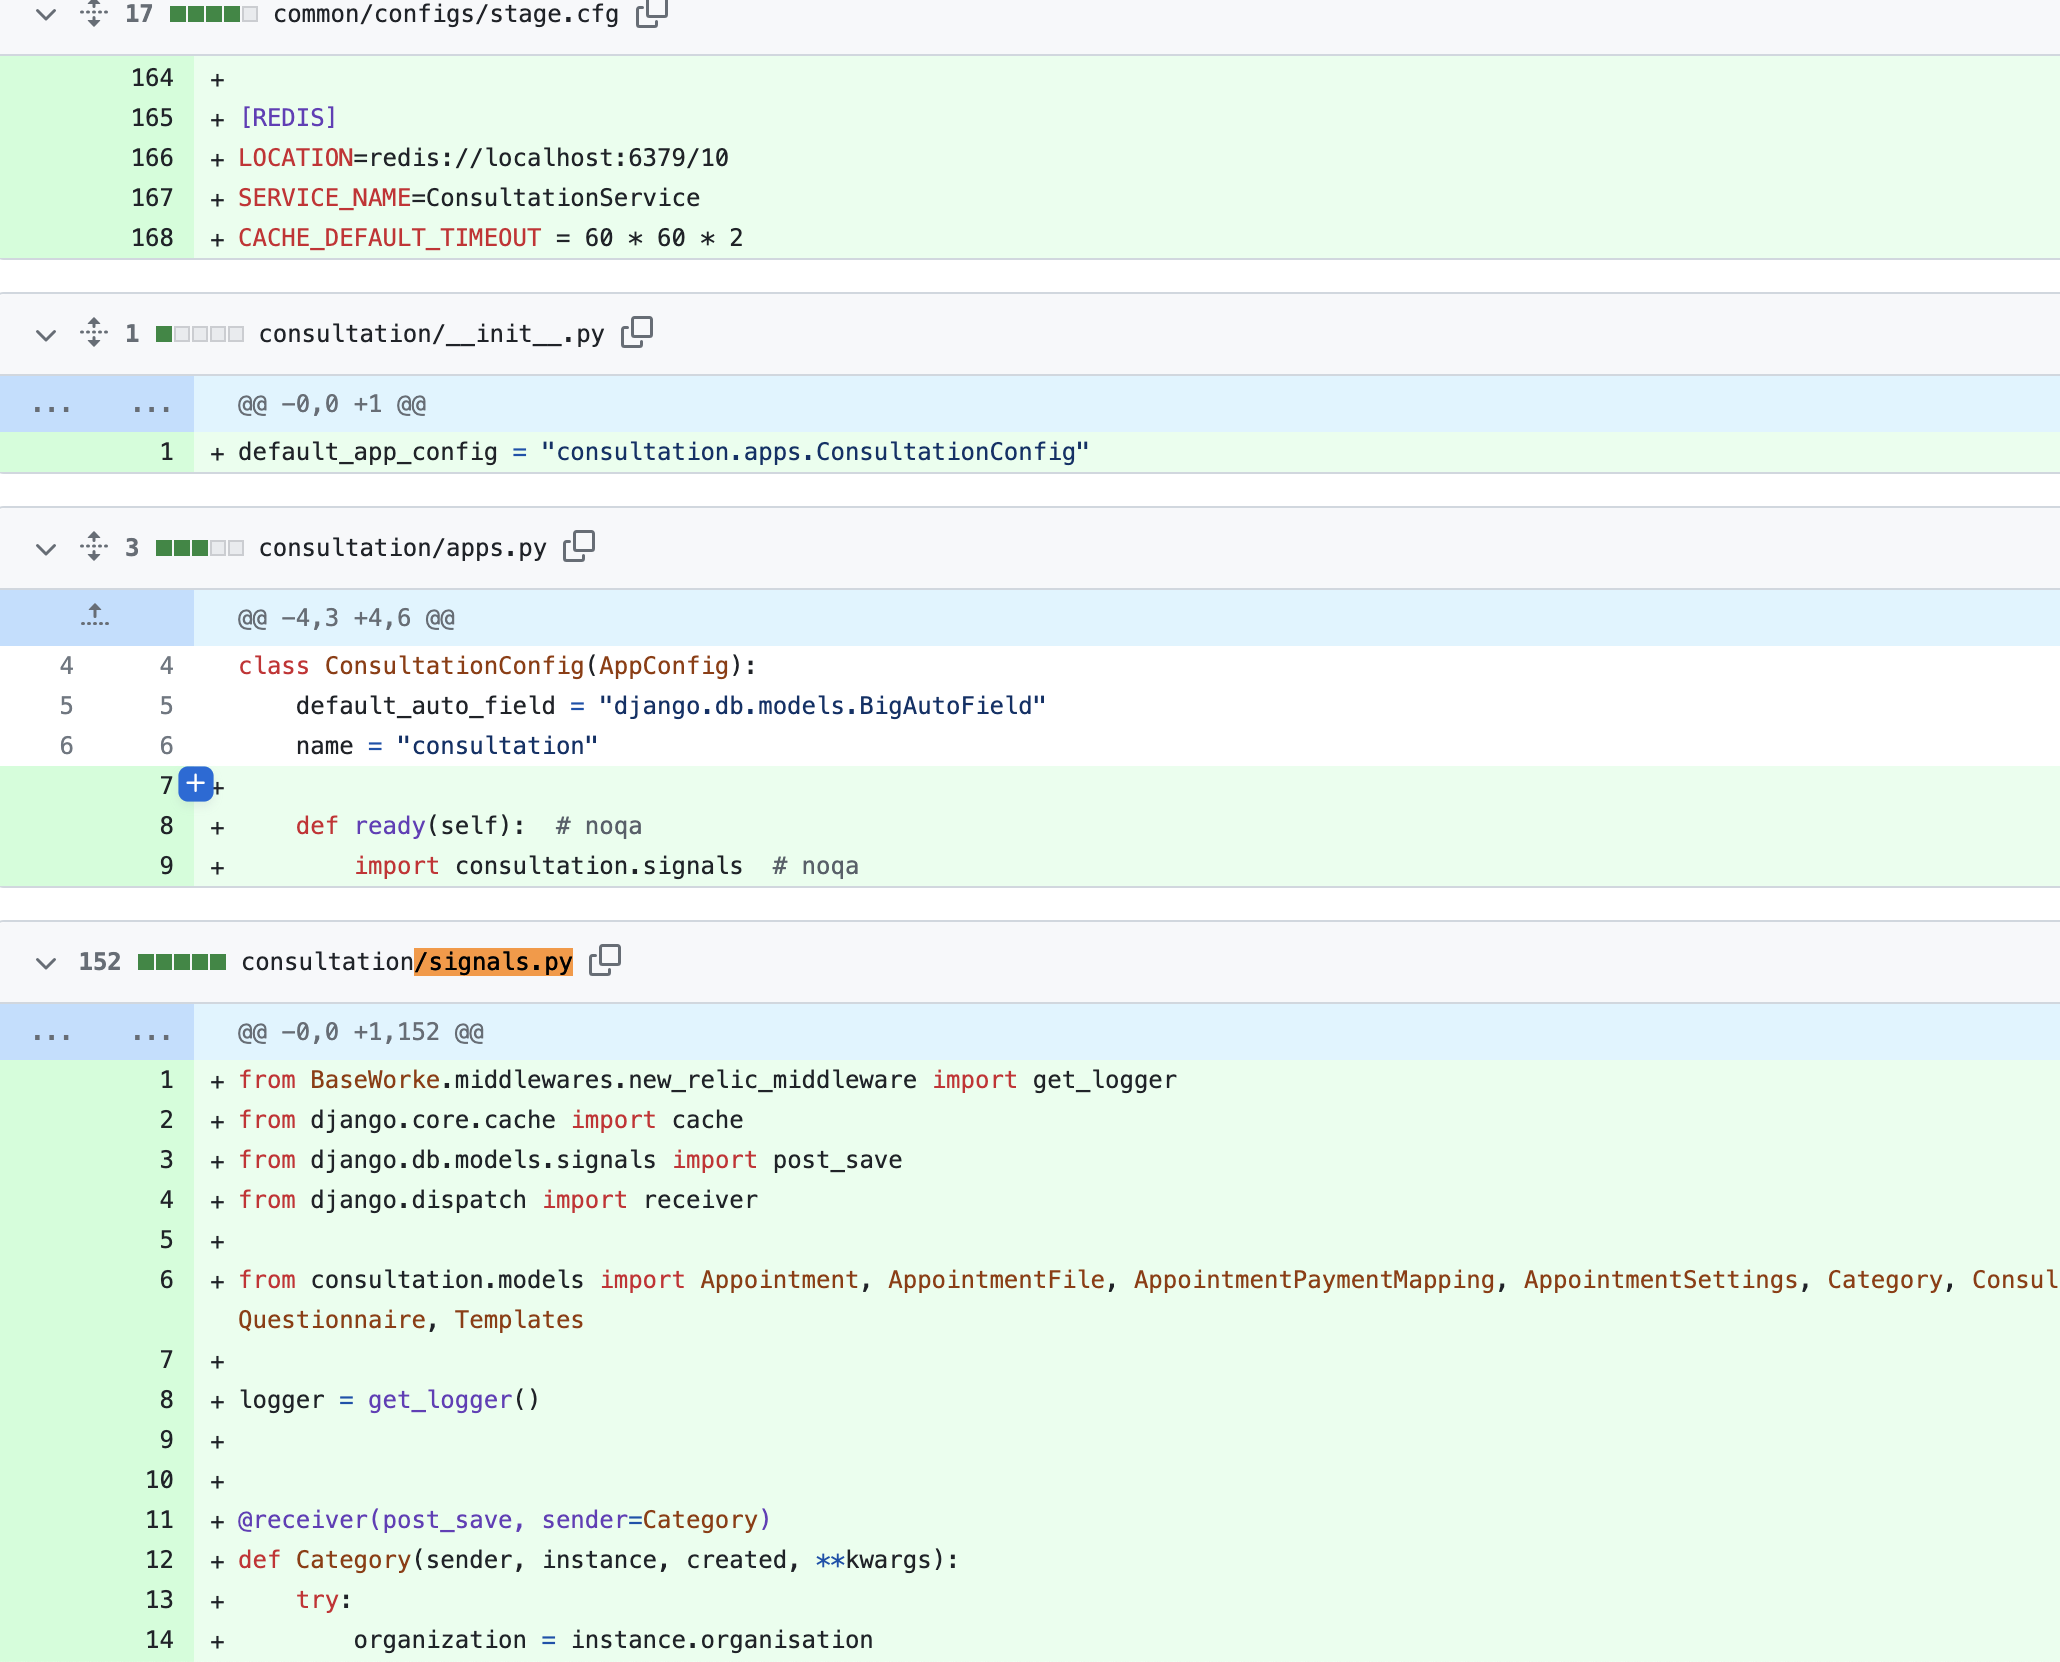 17 common/configs/stage.cfg
164 +
165 + [REDIS]
166 + LOCATION=redis://localhost:6379/10
167 + SERVICE_NAME=ConsultationService
168 + CACHE_DEFAULT_TIMEOUT = 60 * 60 * 2
1 consultation/__init__.py
... ... @@ -0,0 +1 @@
1 + default_app_config = "consultation.apps.ConsultationConfig"
3 consultation/apps.py
@@ -4,3 +4,6 @@
4 4 class ConsultationConfig(AppConfig):
5 5     default_auto_field = "django.db.models.BigAutoField"
6 6     name = "consultation"
7 + +
8 +     def ready(self):  # noqa
9 +         import consultation.signals  # noqa
152 consultation/signals.py
... ... @@ -0,0 +1,152 @@
1 + from BaseWorke.middlewares.new_relic_middleware import get_logger
2 + from django.core.cache import cache
3 + from django.db.models.signals import post_save
4 + from django.dispatch import receiver
5 +
6 + from consultation.models import Appointment, AppointmentFile, AppointmentPaymentMapping, AppointmentSettings, Category, Consul
Questionnaire, Templates
7 +
8 + logger = get_logger()
9 +
10 +
11 + @receiver(post_save, sender=Category)
12 + def Category(sender, instance, created, **kwargs):
13 +     try:
14 +         organization = instance.organisation